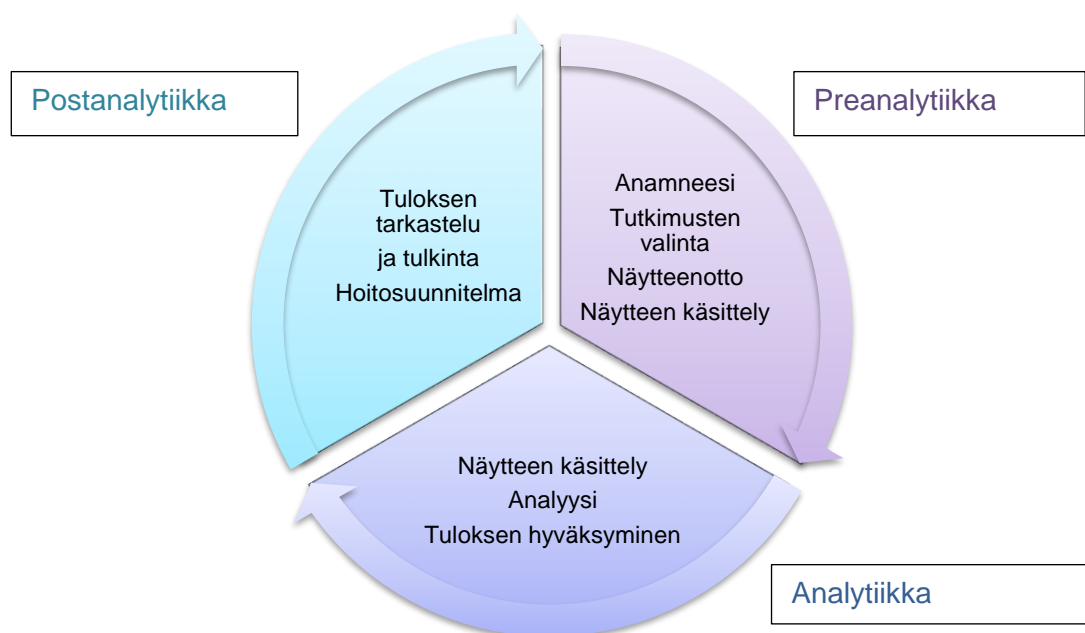 Postanalytiikka
Preanalytiikka
Tuloksen
tarkastelu
ja tulkinta
Hoitosuunnitelma
Anamneesi
Tutkimusten
valinta
Näytteenotto
Näytteen käsittely
Näytteen käsittely
Analyysi
Tuloksen hyväksyminen
Analytiikka